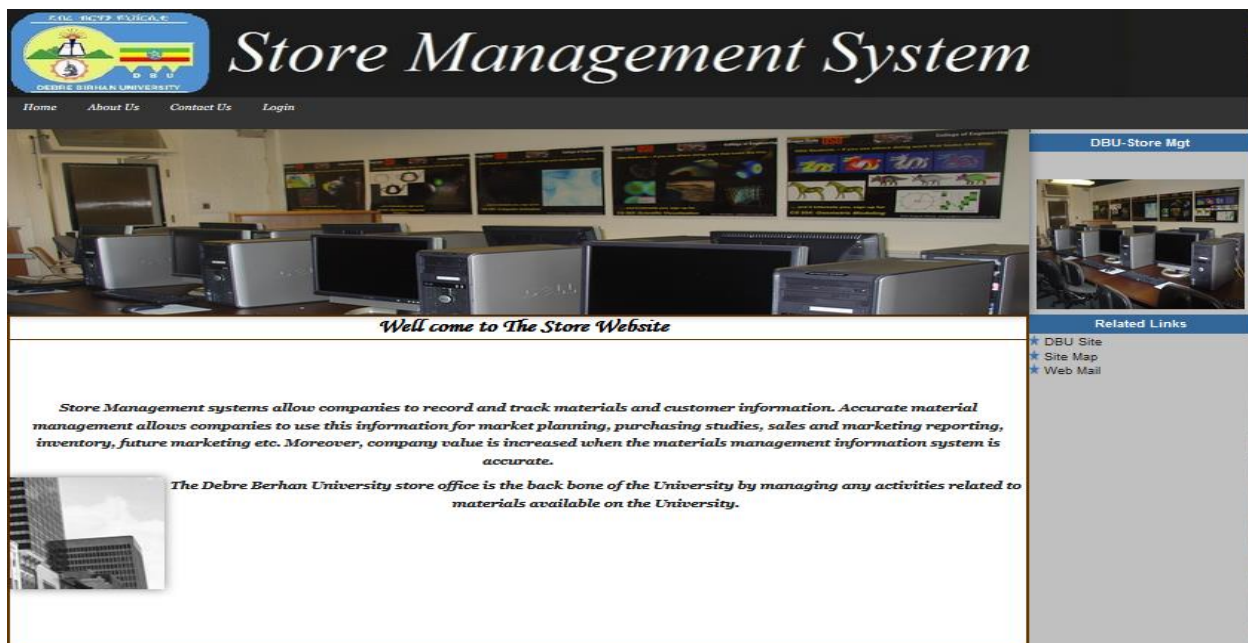 Store Management System
D B U
DEBRE BIRHAN UNIVERSITY
Home About Us Contact Us Login
College of Engineering
DBU-Store Mgt
Well come to The Store Website
Related Links
DBU Site
Site Map
Web Mail
Store Management systems allow companies to record and track materials and customer information. Accurate material
management allows companies to use this information for market planning, purchasing studies, sales and marketing reporting,
inventory, future marketing etc. Moreover, company value is increased when the materials management information system is
accurate.
The Debre Berhan University store office is the back bone of the University by managing any activities related to
materials available on the University.